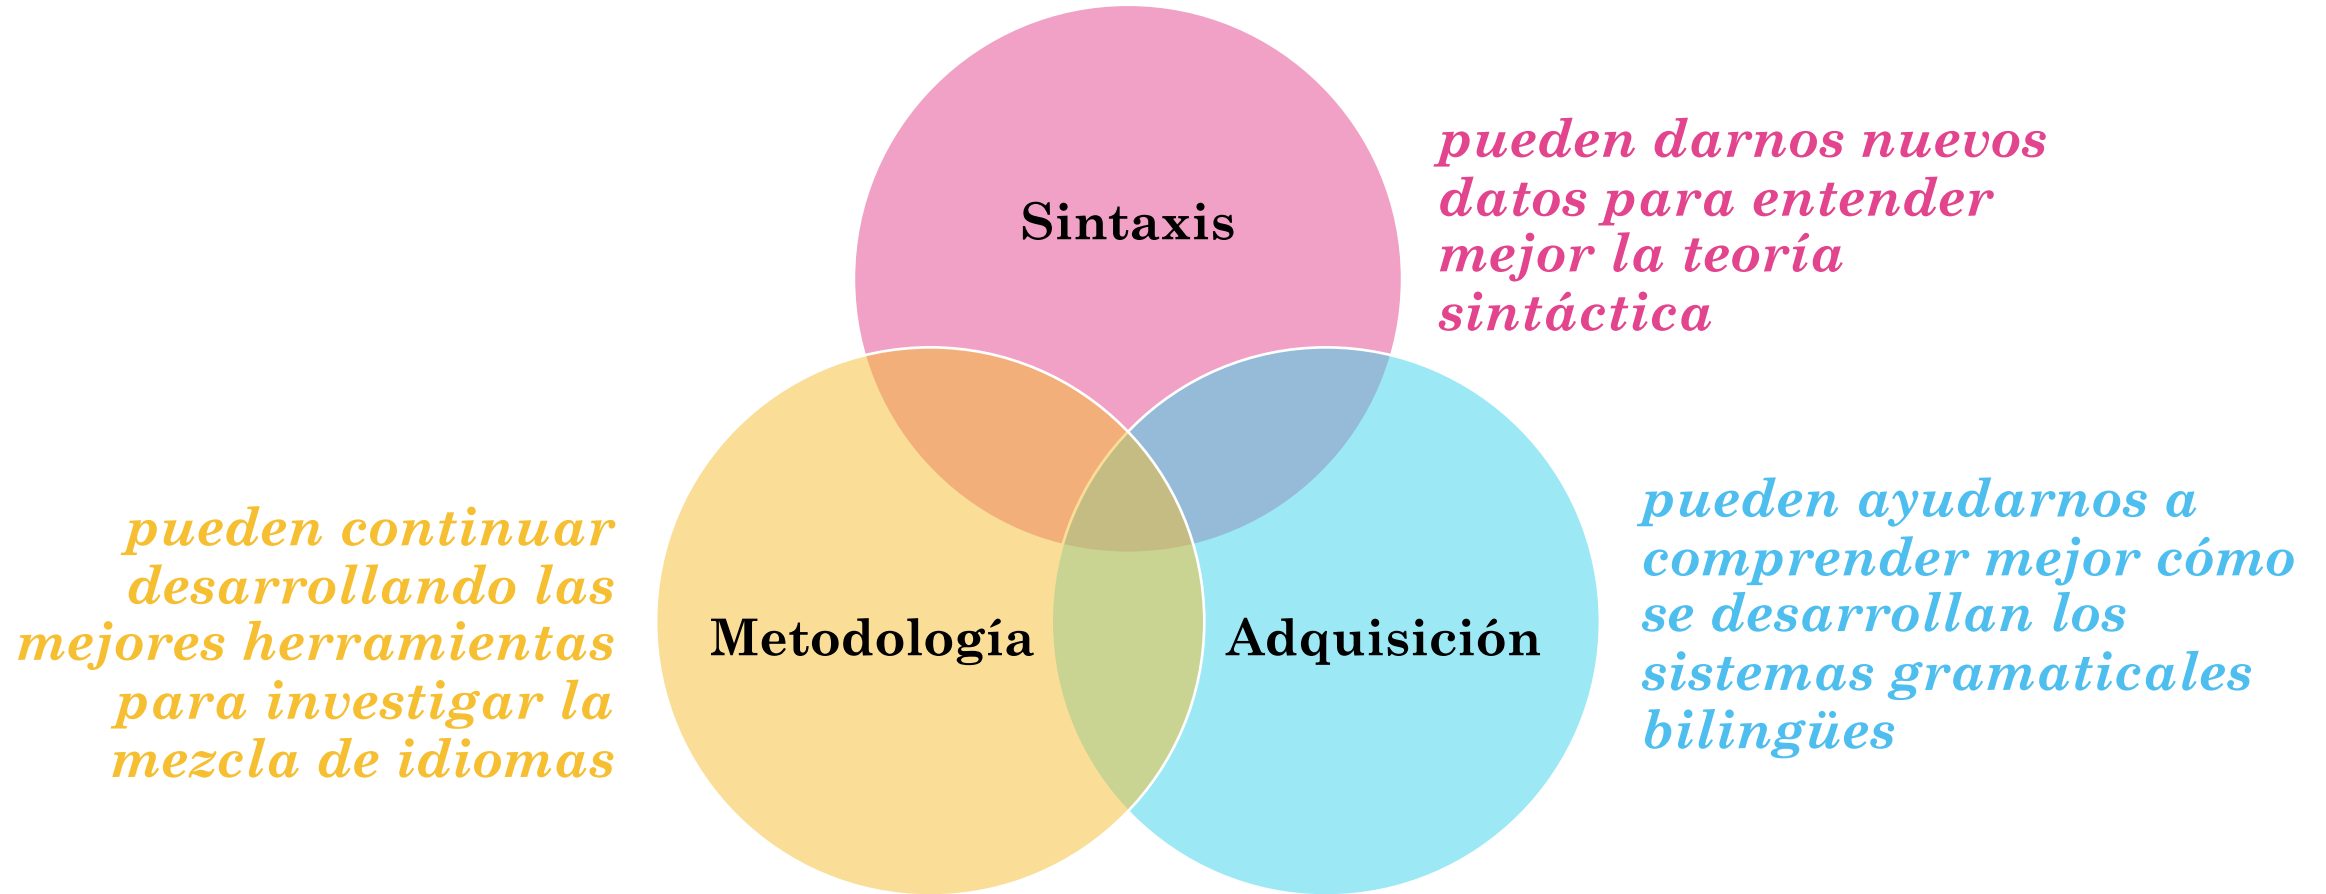 Sintaxis
pueden darnos nuevos
datos para entender
mejor la teoría
sintáctica
Metodología
pueden continuar
desarrollando las
mejores herramientas
para investigar la
mezcla de idiomas
Adquisición
pueden ayudarnos a
comprender mejor cómo
se desarrollan los
sistemas gramaticales
bilingües